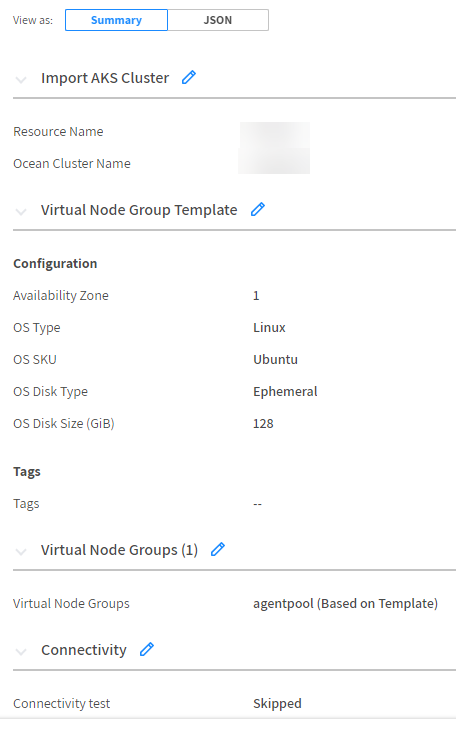 View as: Summary JSON
Import AKS Cluster
Resource Name
Ocean Cluster Name
Virtual Node Group Template
Configuration
Availability Zone 1
OS Type Linux
OS SKU Ubuntu
OS Disk Type Ephemeral
OS Disk Size (GiB) 128
Tags
Tags --
Virtual Node Groups (1)
Virtual Node Groups agentpool (Based on Template)
Connectivity
Connectivity test Skipped